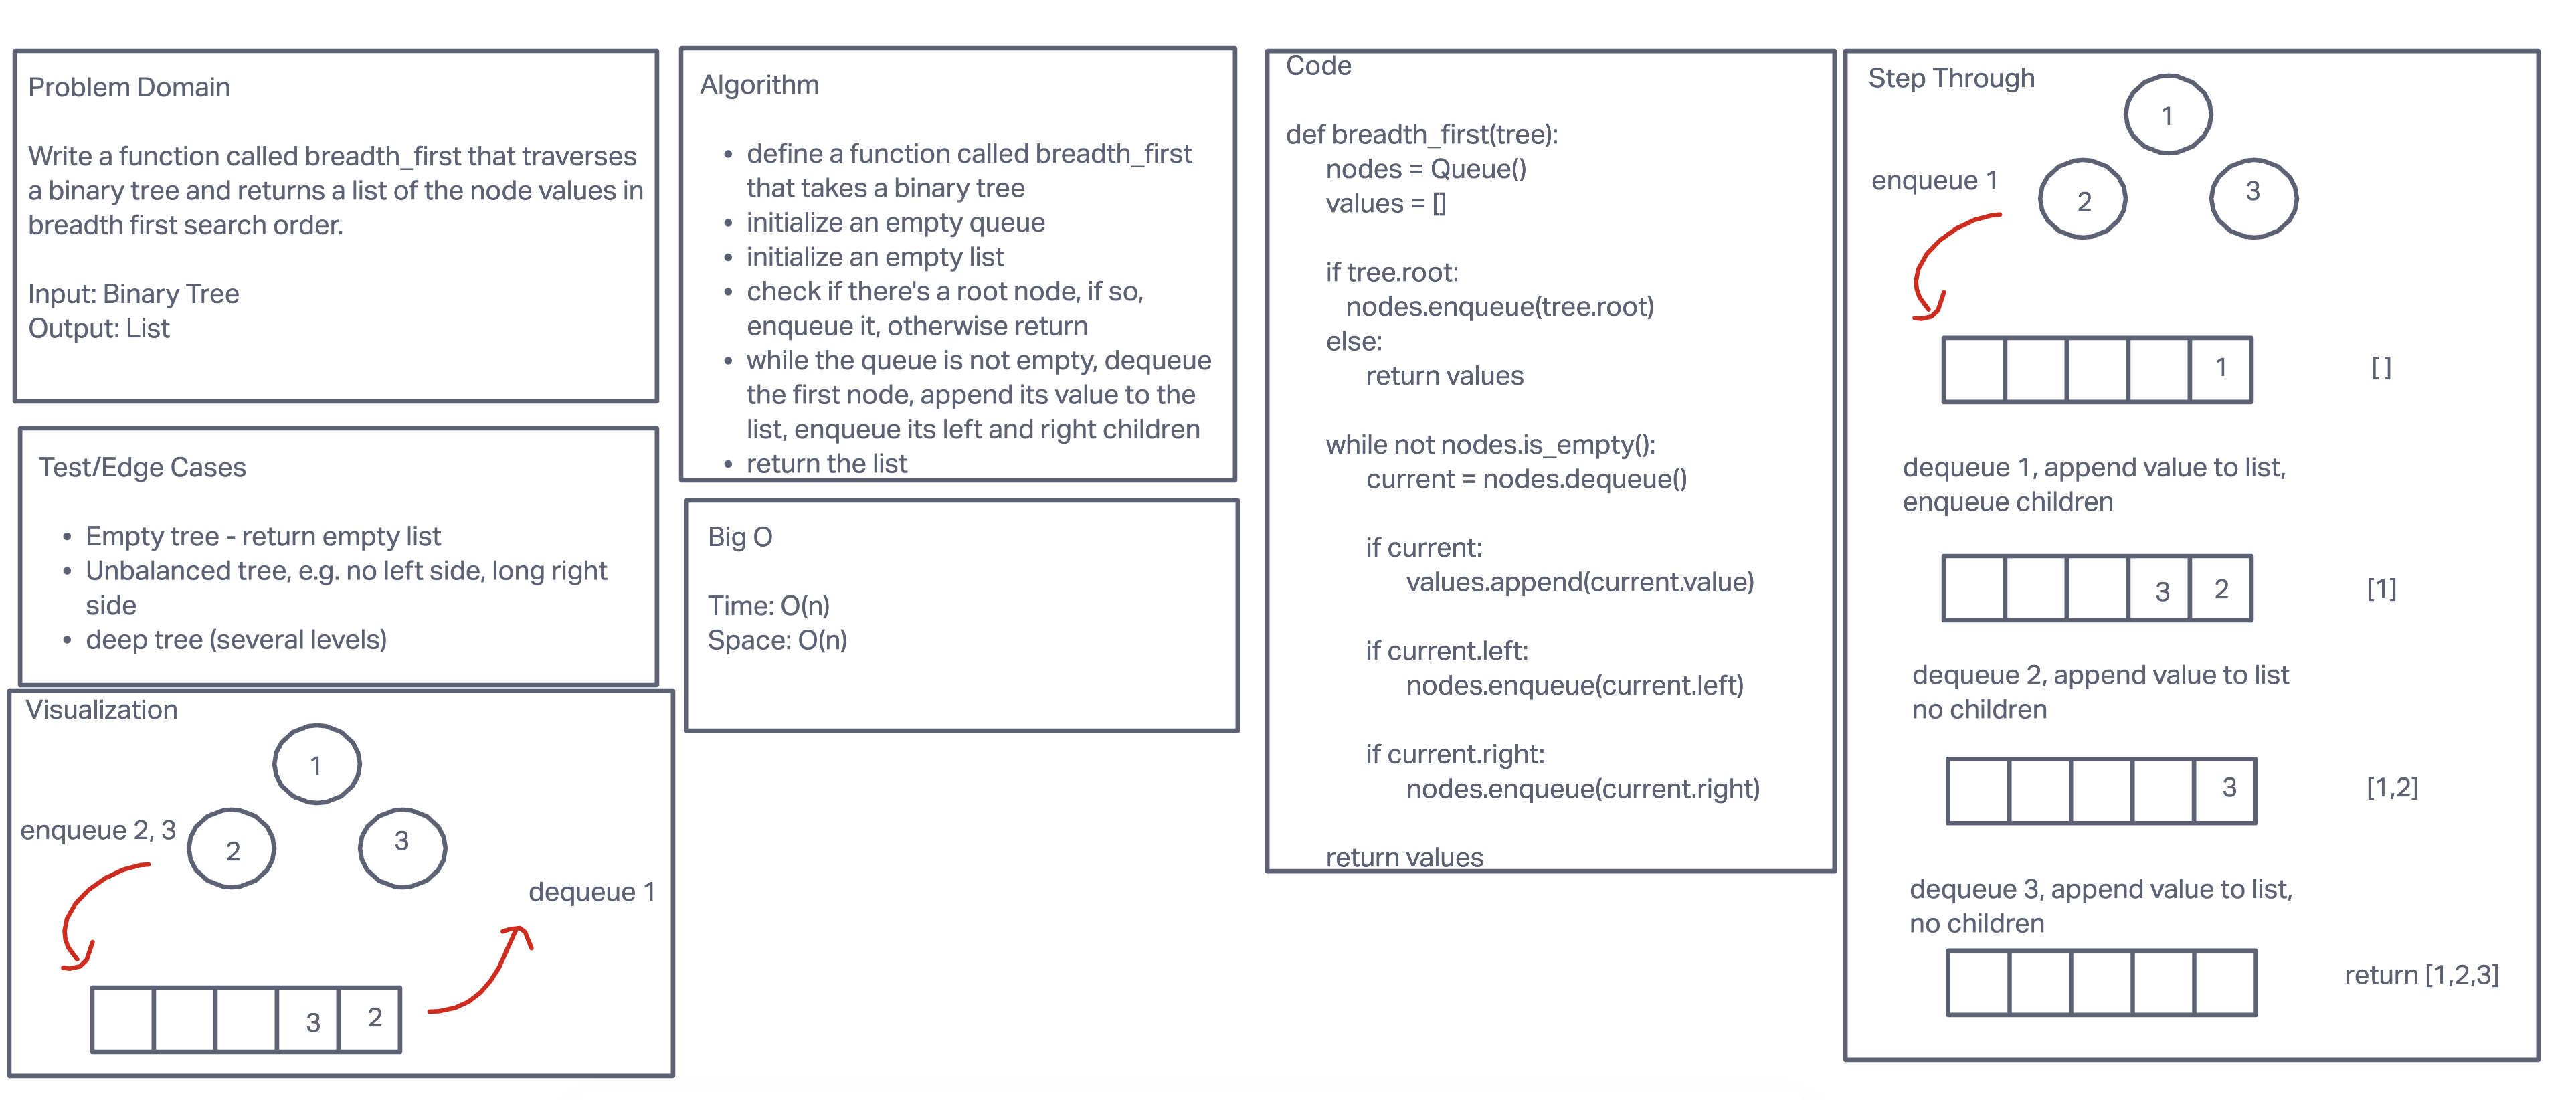 Problem Domain
Write a function called breadth_first that traverses
a binary tree and returns a list of the node values in
breadth first search order.
Input: Binary Tree
Output: List
Test/Edge Cases
• Empty tree - return empty list
• Unbalanced tree, e.g. no left side, long right
side
• deep tree (several levels)
Visualization
1
enqueue 2, 3
2
3
dequeue 1
3 2
Algorithm
• define a function called breadth_first
that takes a binary tree
• initialize an empty queue
• initialize an empty list
• check if there's a root node, if so,
enqueue it, otherwise return
• while the queue is not empty, dequeue
the first node, append its value to the
list, enqueue its left and right children
• return the list
Big O
Time: O(n)
Space: O(n)
Code
def breadth_first(tree):
nodes = Queue()
values = []
if tree.root:
nodes.enqueue(tree.root)
else:
return values
while not nodes.is_empty():
current = nodes.dequeue()
if current:
values.append(current.value)
if current.left:
nodes.enqueue(current.left)
if current.right:
nodes.enqueue(current.right)
return values
Step Through
1
enqueue 1
2
3
1 []
dequeue 1, append value to list,
enqueue children
3 2 [1]
dequeue 2, append value to list
no children
3 [1,2]
dequeue 3, append value to list,
no children
return [1,2,3]